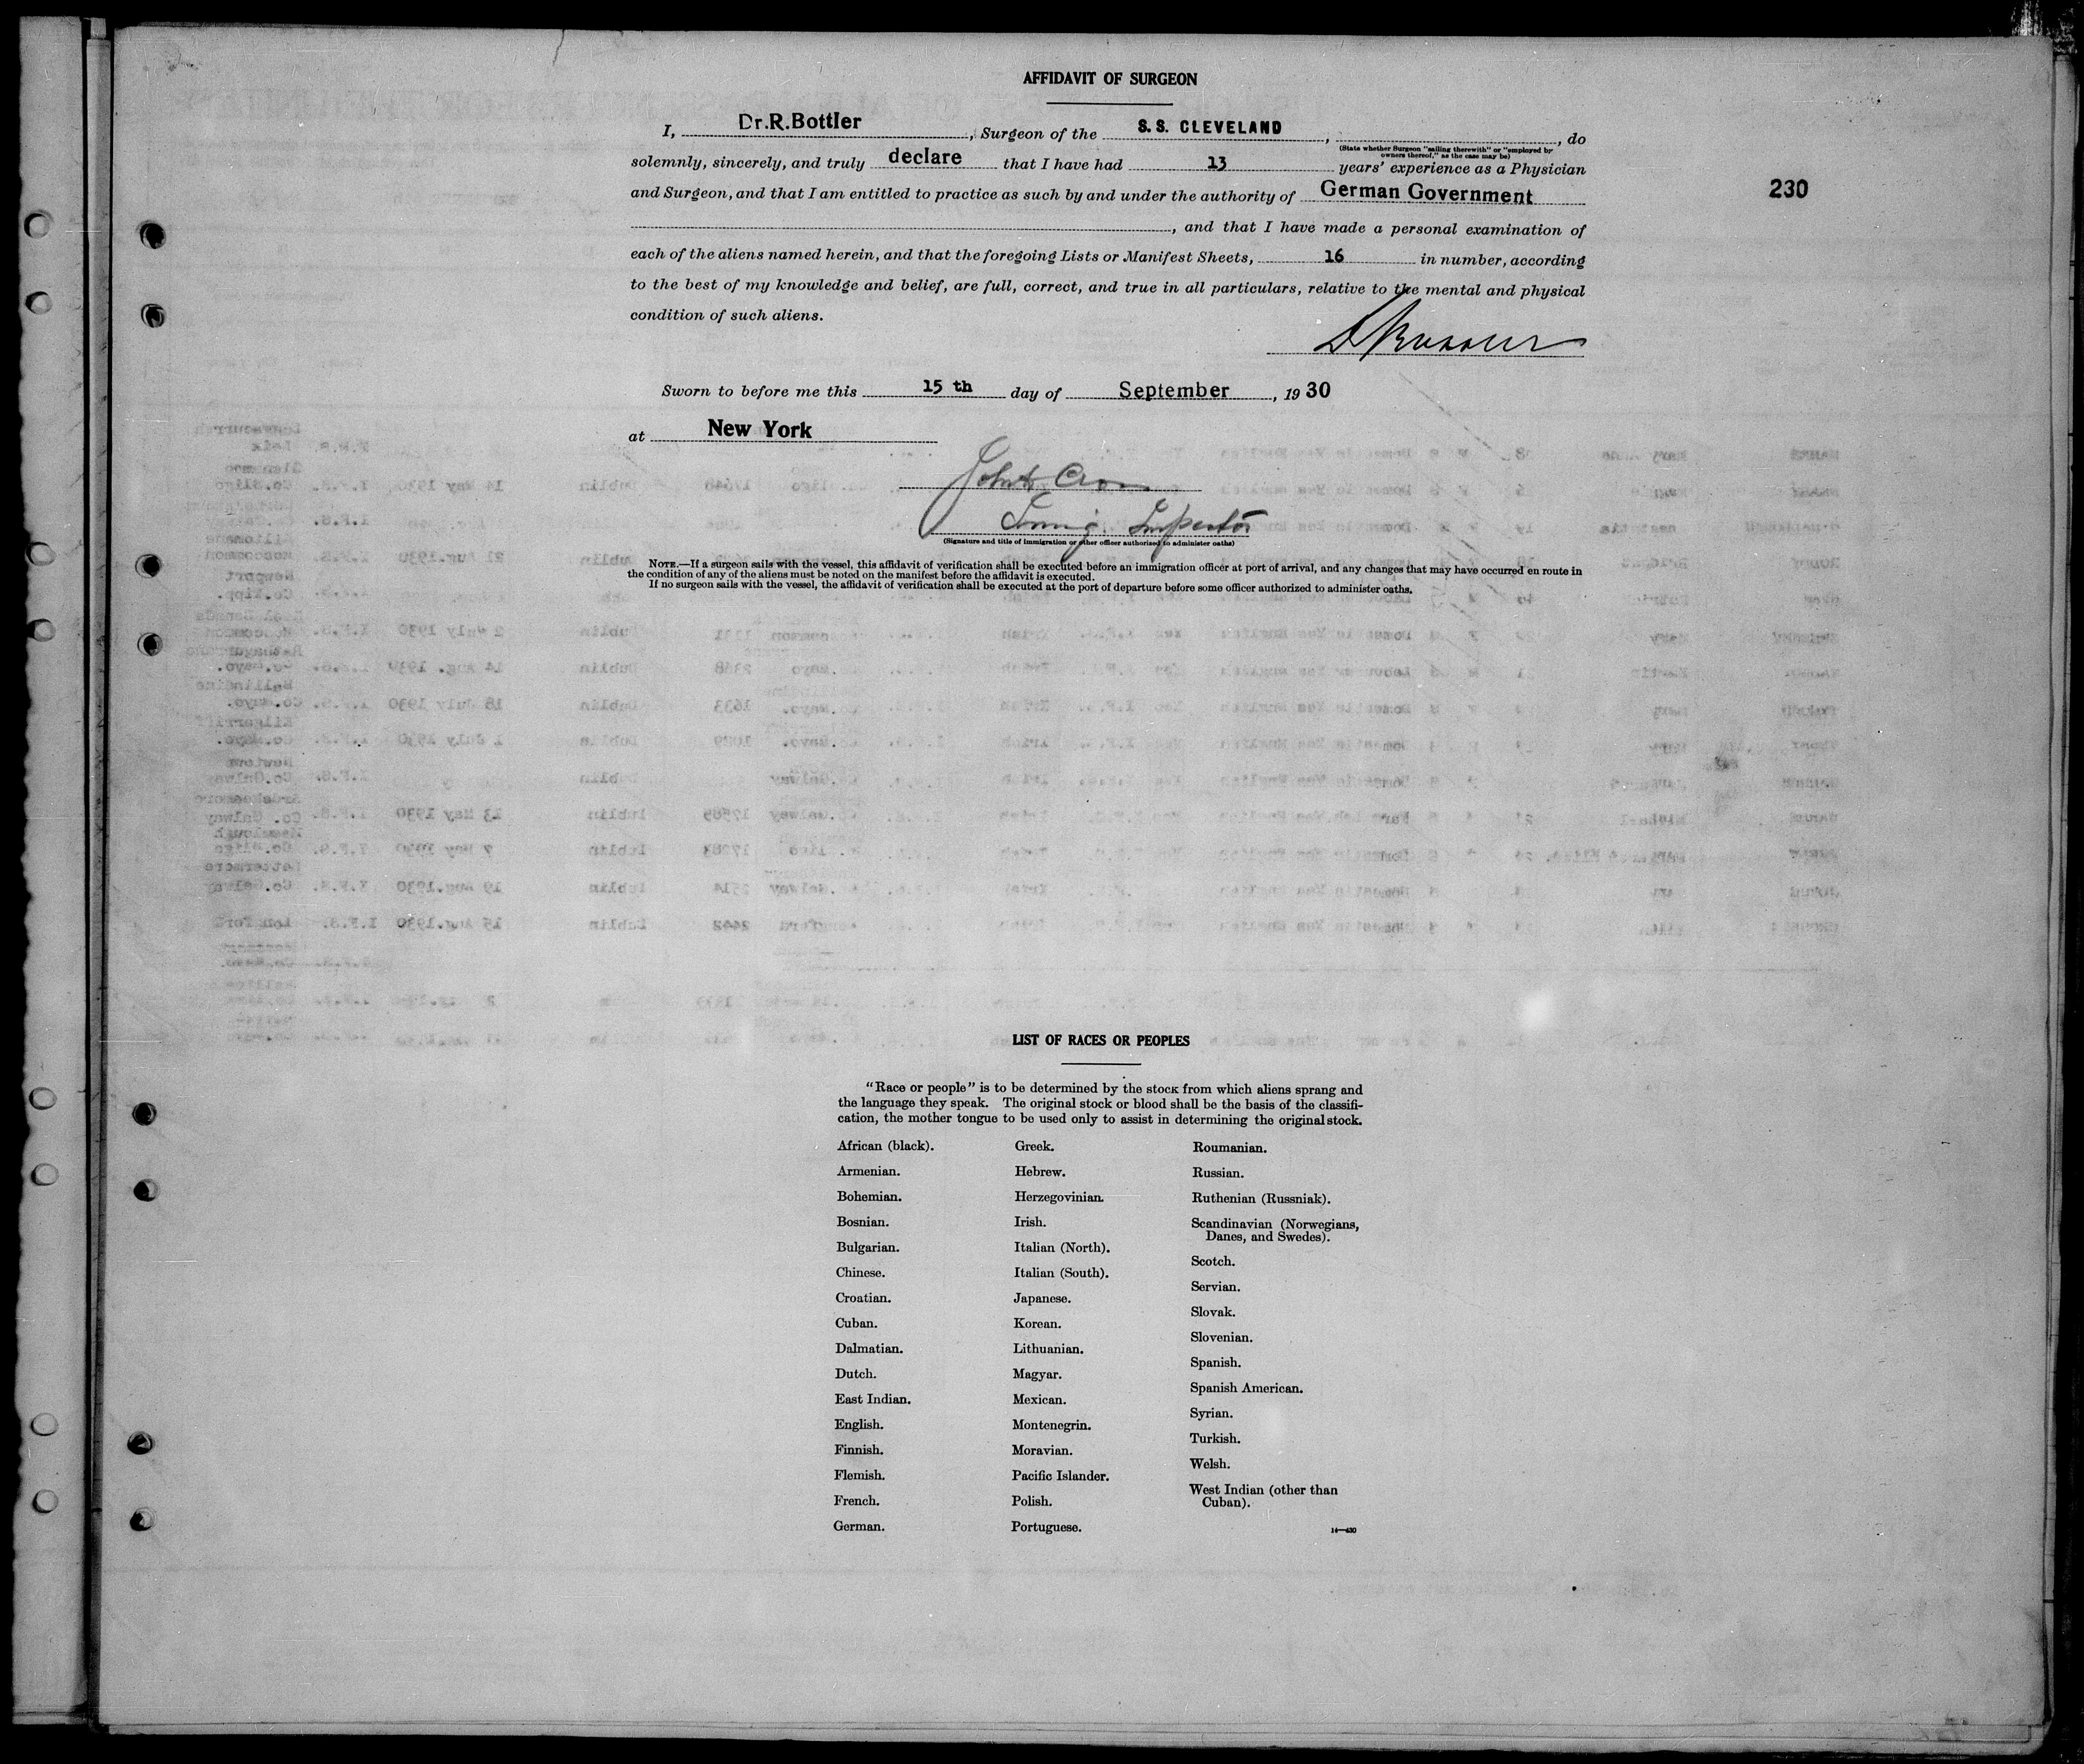 AFFIDAVIT OF SURGEON
I, Dr.R.Bottler, Surgeon of the S.S. CLEVELAND, , do
(State whether Surgeon "sailing therewith" or "employed by
owners thereof," as the case may be)
solemnly, sincerely, and truly declare that I have had 13 years' experience as a Physician
and Surgeon, and that I am entitled to practice as such by and under the authority of German Government
230
, and that I have made a personal examination of
each of the aliens named herein, and that the foregoing Lists or Manifest Sheets, 16 in number, according
to the best of my knowledge and belief, are full, correct, and true in all particulars, relative to the mental and physical
condition of such aliens.
Sworn to before me this 15 th day of September, 1930
at New York
Immig. Inspector
(Signature and title of immigration or other officer authorized to administer oaths)
NOTE.—If a surgeon sails with the vessel, this affidavit of verification shall be executed before an immigration officer at port of arrival, and any changes that may have occurred en route in
the condition of any of the aliens must be noted on the manifest before the affidavit is executed.
If no surgeon sails with the vessel, the affidavit of verification shall be executed at the port of departure before some officer authorized to administer oaths.
LIST OF RACES OR PEOPLES
"Race or people" is to be determined by the stock from which aliens sprang and
the language they speak. The original stock or blood shall be the basis of the classifi-
cation, the mother tongue to be used only to assist in determining the original stock.
African (black).
Armenian.
Bohemian.
Bosnian.
Bulgarian.
Chinese.
Croatian.
Cuban.
Dalmatian.
Dutch.
East Indian.
English.
Finnish.
Flemish.
French.
German.
Greek.
Hebrew.
Herzegovinian.
Irish.
Italian (North).
Italian (South).
Japanese.
Korean.
Lithuanian.
Magyar.
Mexican.
Montenegrin.
Moravian.
Pacific Islander.
Polish.
Portuguese.
Roumanian.
Russian.
Ruthenian (Russniak).
Scandinavian (Norwegians,
Danes, and Swedes).
Scotch.
Servian.
Slovak.
Slovenian.
Spanish.
Spanish American.
Syrian.
Turkish.
Welsh.
West Indian (other than
Cuban).